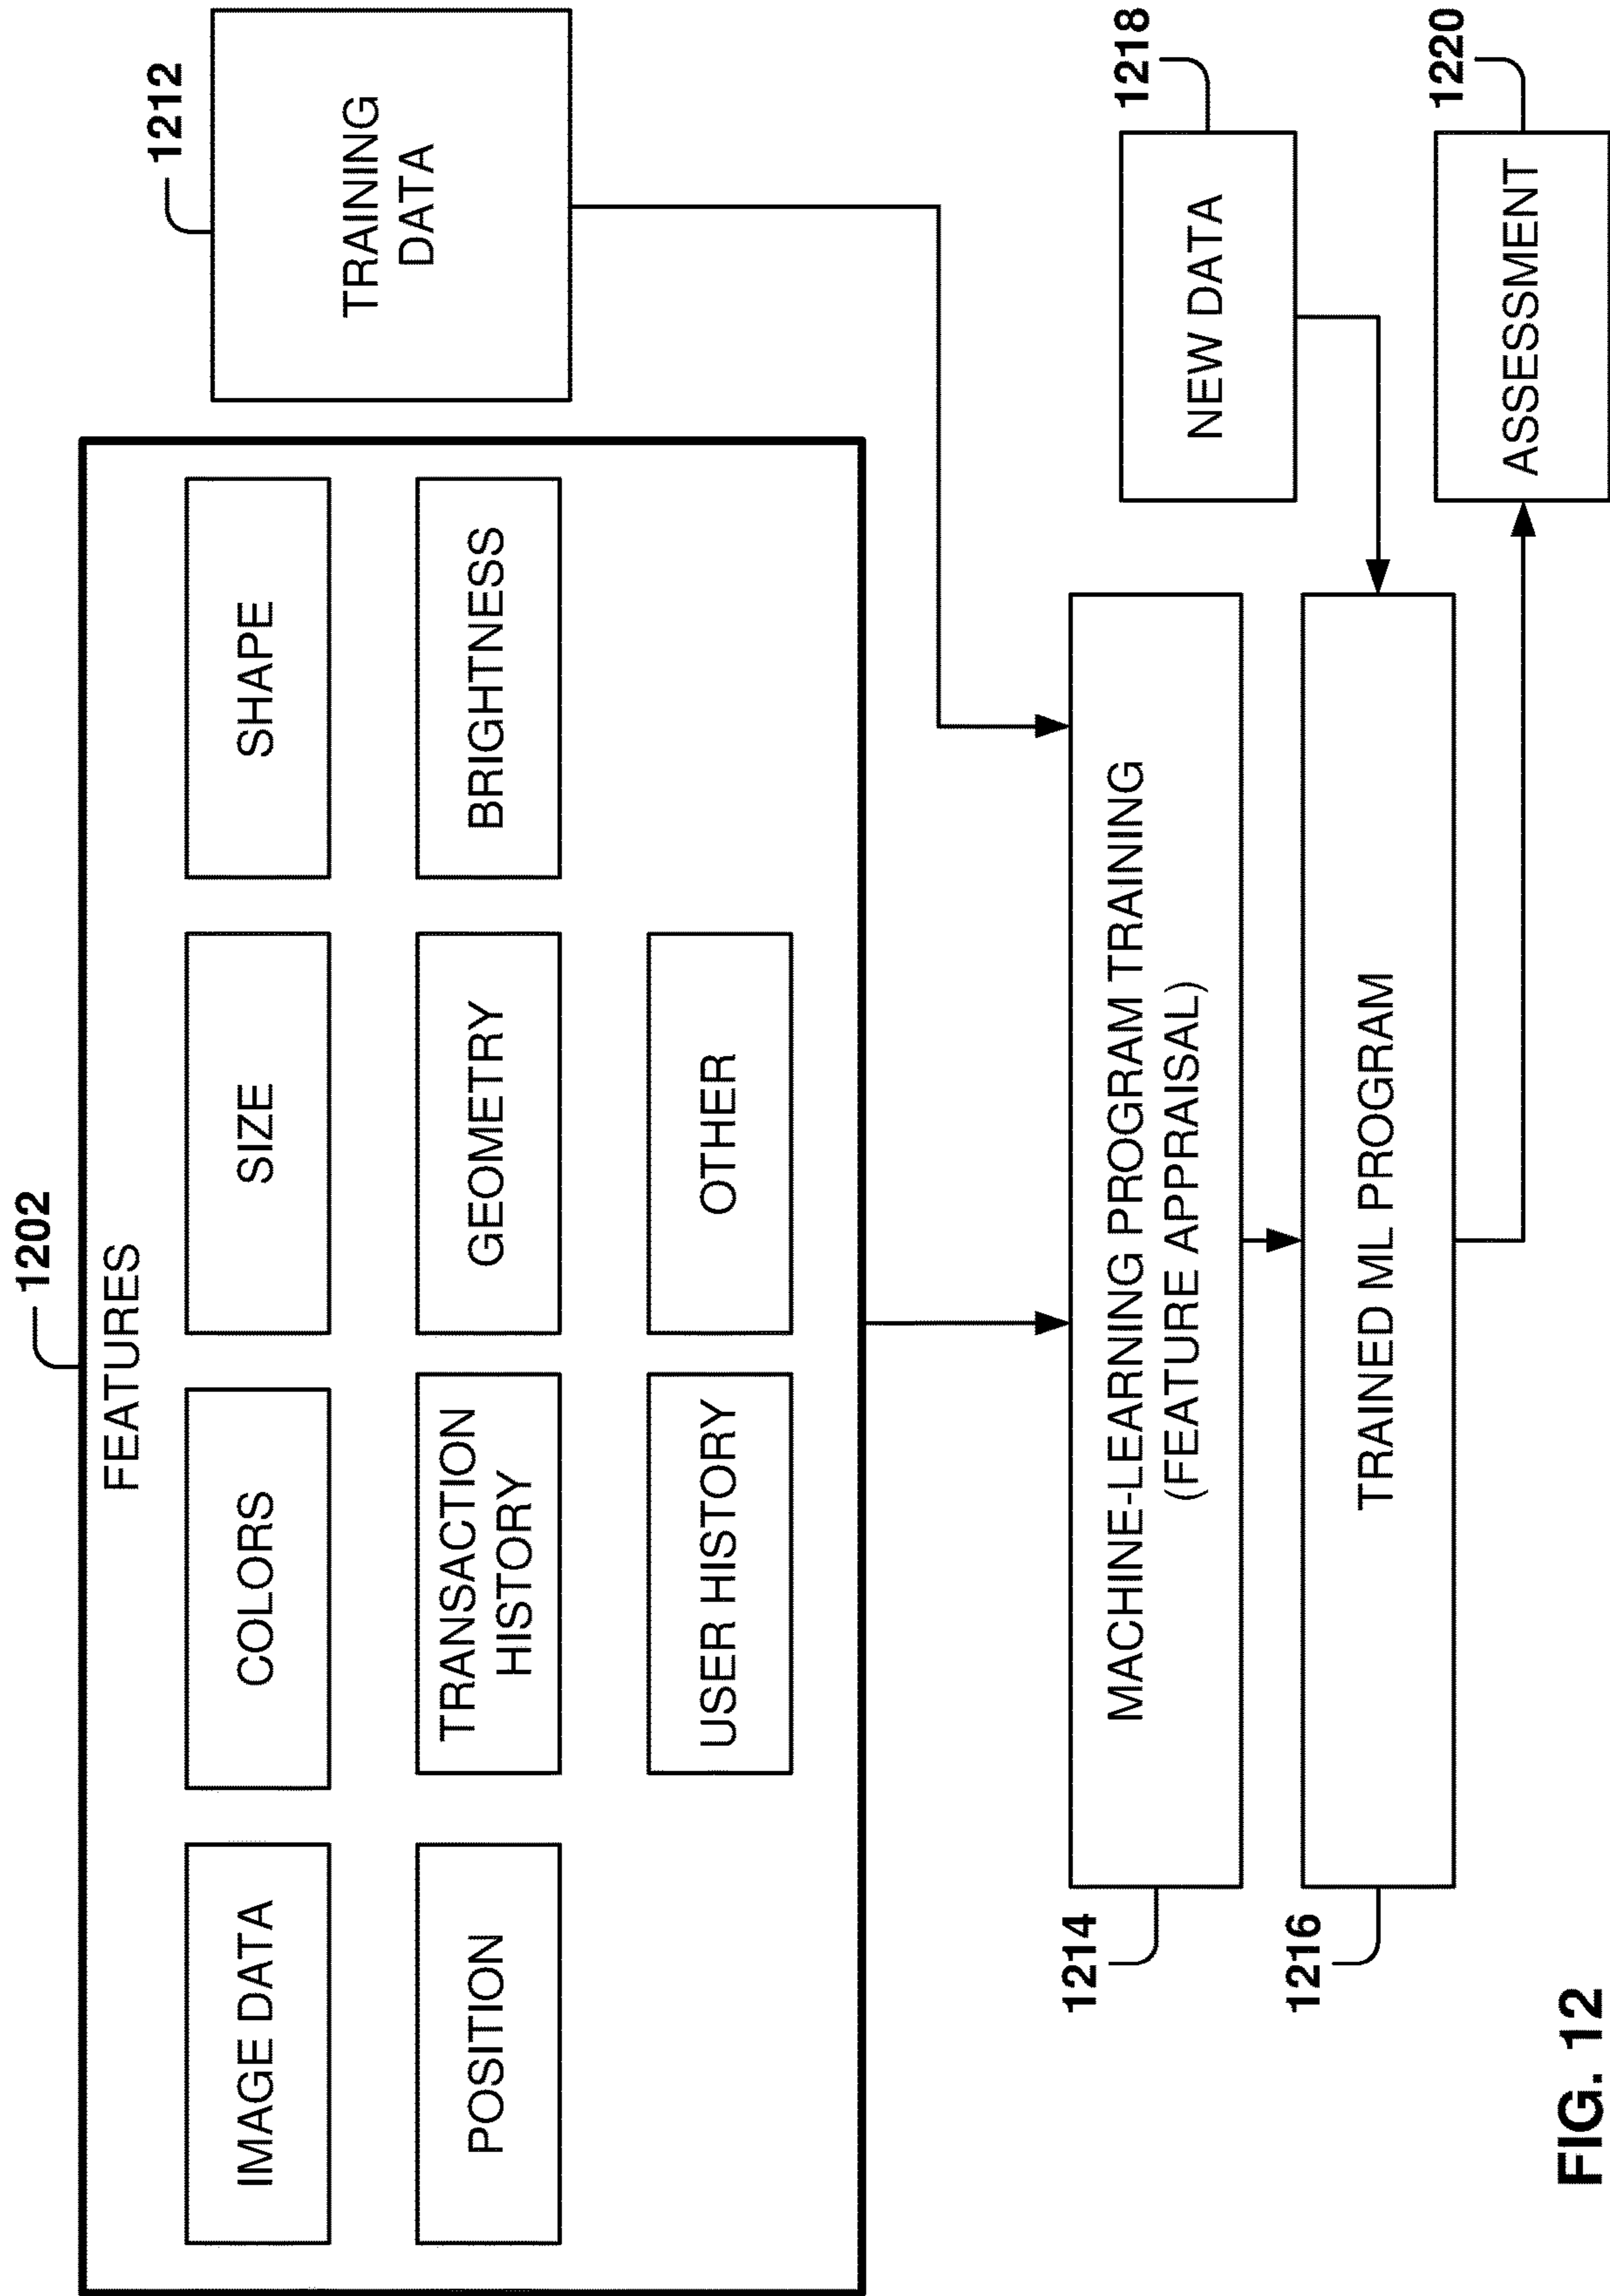 1202
FEATURES
IMAGE DATA
COLORS
SIZE
SHAPE
POSITION
TRANSACTION
HISTORY
GEOMETRY
BRIGHTNESS
USER HISTORY
OTHER
1212
TRAINING
DATA
1214
MACHINE-LEARNING PROGRAM TRAINING
(FEATURE APPRAISAL)
1218
NEW DATA
1216
TRAINED ML PROGRAM
1220
ASSESSMENT
FIG. 12